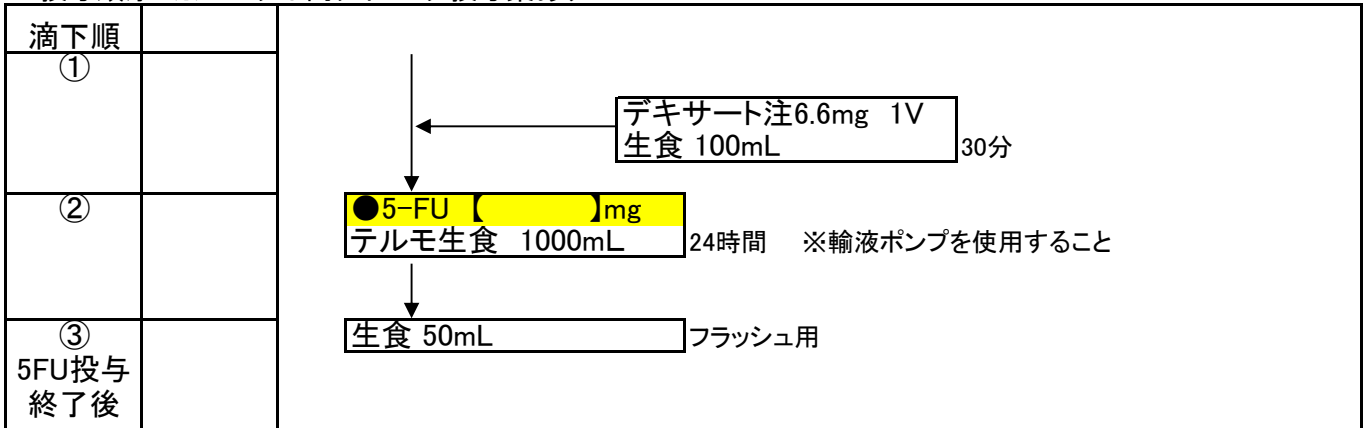 滴下順
①
デキサート注6.6mg 1V
生食 100mL 30分
② ●5-FU 【 】mg
テルモ生食 1000mL 24時間 ※輸液ポンプを使用すること
③ 生食 50mL フラッシュ用
5FU投与
終了後